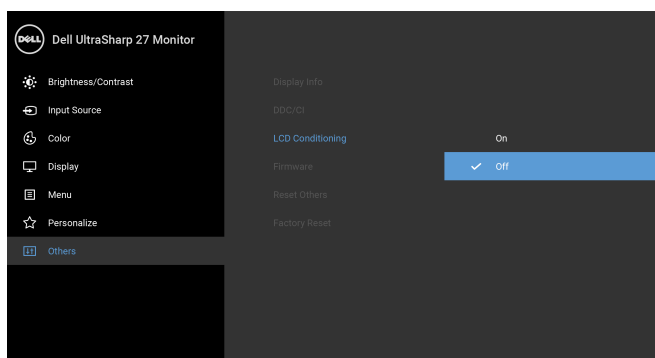 DELL Dell UltraSharp 27 Monitor
Brightness/Contrast
Input Source
Color
Display
Menu
Personalize
Others
Display Info
DDC/CI
LCD Conditioning
Firmware
Reset Others
Factory Reset
On
Off